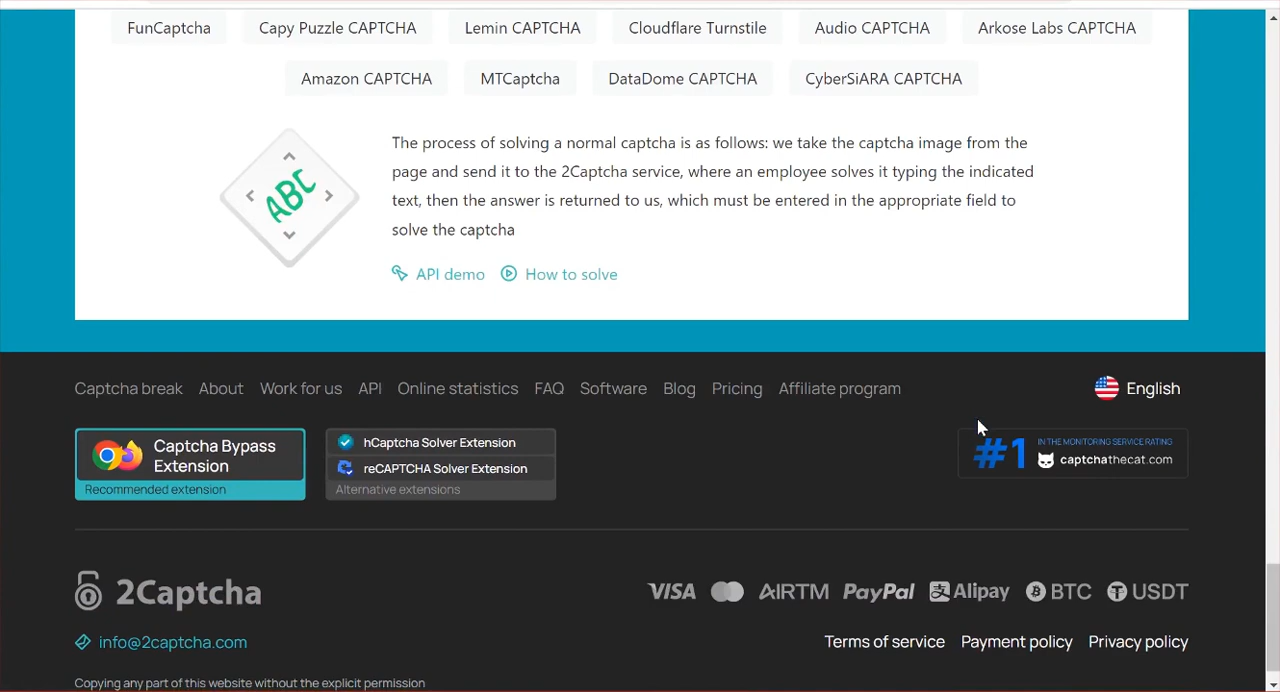 FunCaptcha Capy Puzzle CAPTCHA Lemin CAPTCHA Cloudflare Turnstile Audio CAPTCHA Arkose Labs CAPTCHA
Amazon CAPTCHA MTCaptcha DataDome CAPTCHA CyberSiARA CAPTCHA
ABC
The process of solving a normal captcha is as follows: we take the captcha image from the
page and send it to the 2Captcha service, where an employee solves it typing the indicated
text, then the answer is returned to us, which must be entered in the appropriate field to
solve the captcha
API demo How to solve
Captcha break About Work for us API Online statistics FAQ Software Blog Pricing Affiliate program English
Captcha Bypass
Extension
Recommended extension
hCaptcha Solver Extension
reCAPTCHA Solver Extension
Alternative extensions
#1 IN THE MONITORING SERVICE RATING
captchathecat.com
2Captcha
VISA AIRTM PayPal Alipay BTC USDT
info@2captcha.com
Terms of service Payment policy Privacy policy
Copying any part of this website without the explicit permission